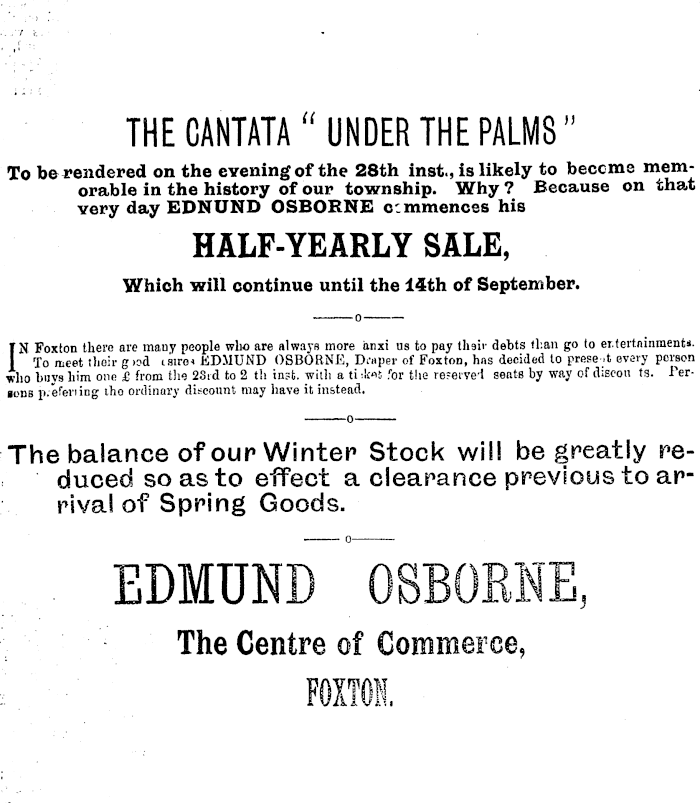 THE CANTATA “ UNDER THE PALMS ”
To be rendered on the evening of the 28th inst., is likely to become mem-
orable in the history of our township. Why ? Because on that
very day EDNUND OSBORNE commences his
HALF-YEARLY SALE,
Which will continue until the 14th of September.
——o——
IN Foxton there are many people who are always more anxi us to pay their debts than go to entertainments.
To meet their good EDMUND OSBORNE, Draper of Foxton, has decided to present every person
who buys him one £ from the 23rd to 2 th inst. with a ticket for the reserved seats by way of discounts. Per-
sons preferring the ordinary discount may have it instead.
——o——
The balance of our Winter Stock will be greatly re-
duced so as to effect a clearance previous to ar-
rival of Spring Goods.
——o——
EDMUND OSBORNE,
The Centre of Commerce,
FOXTON.